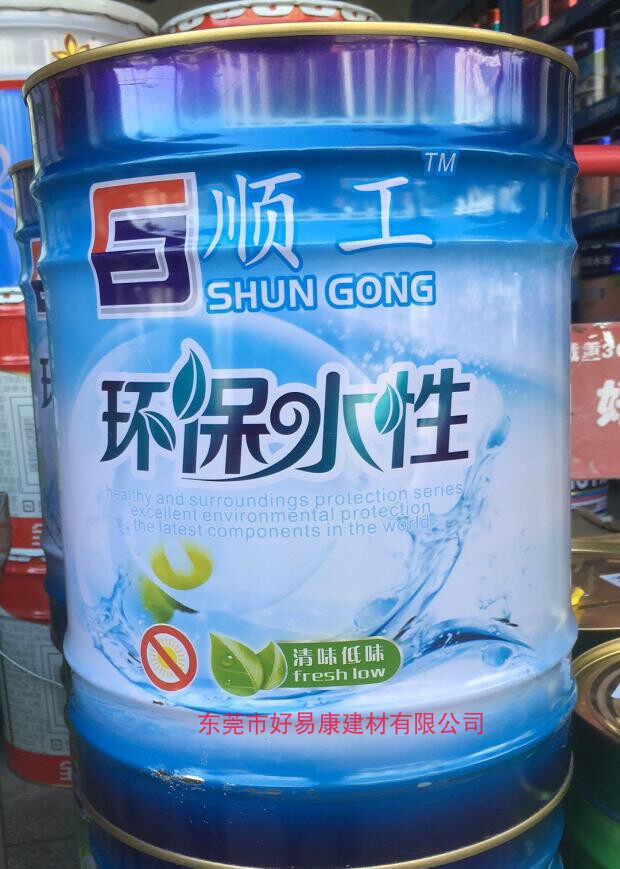 顺工 TM
SHUN GONG
环保水性
healthy and surroundings protection series
excellent environmental protection
the latest components in the world
清味低味
fresh low
东莞市好易康建材有限公司